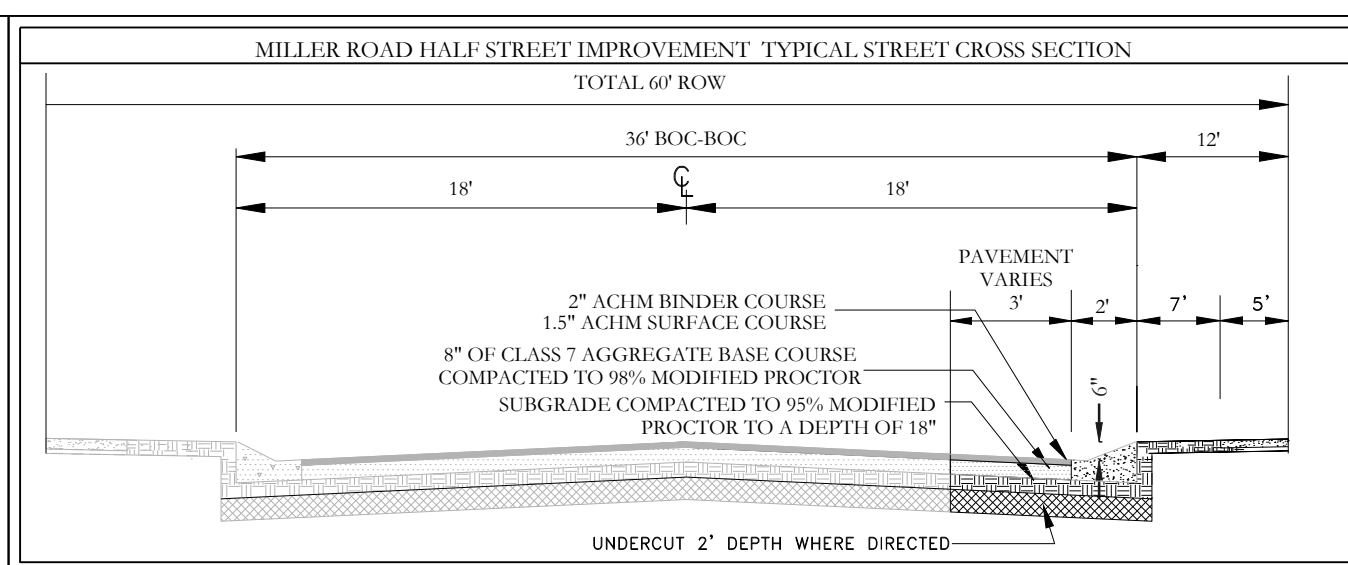 MILLER ROAD HALF STREET IMPROVEMENT TYPICAL STREET CROSS SECTION
TOTAL 60' ROW
36' BOC-BOC
12'
18'
℄
18'
PAVEMENT
VARIES
3'
2'
7'
5'
2" ACHM BINDER COURSE
1.5" ACHM SURFACE COURSE
8" OF CLASS 7 AGGREGATE BASE COURSE
COMPACTED TO 98% MODIFIED PROCTOR
SUBGRADE COMPACTED TO 95% MODIFIED
PROCTOR TO A DEPTH OF 18"
6"
UNDERCUT 2' DEPTH WHERE DIRECTED